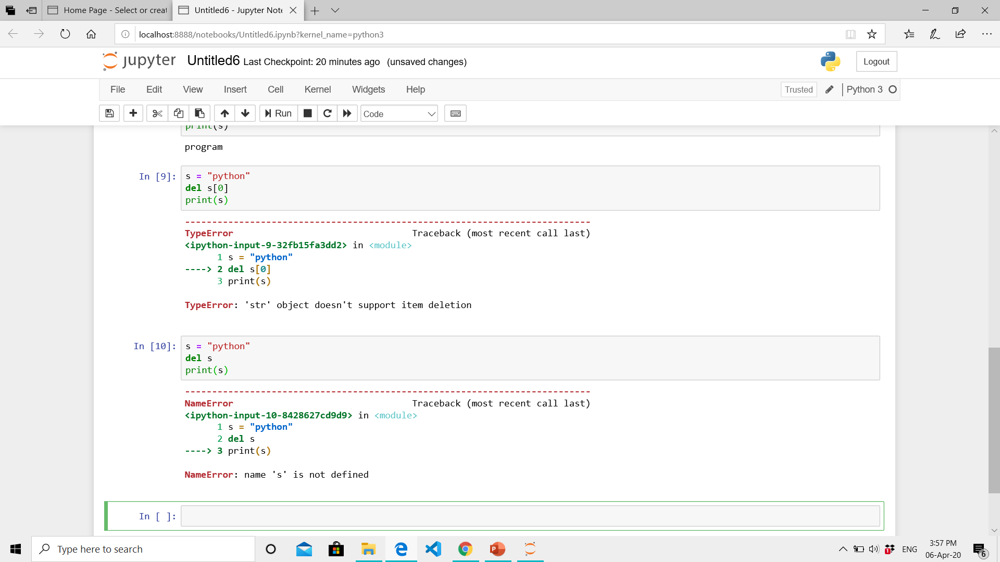 Home Page - Select or creat
Untitled6 - Jupyter Note
localhost:8888/notebooks/Untitled6.ipynb?kernel_name=python3
jupyter Untitled6 Last Checkpoint: 20 minutes ago (unsaved changes)
Logout
File Edit View Insert Cell Kernel Widgets Help
Trusted Python 3
Run Code
print(s)
program
In [9]: s = "python"
del s[0]
print(s)
---------------------------------------------------------------------------
TypeError Traceback (most recent call last)
<ipython-input-9-32fb15fa3dd2> in <module>
1 s = "python"
----> 2 del s[0]
3 print(s)
TypeError: 'str' object doesn't support item deletion
In [10]: s = "python"
del s
print(s)
---------------------------------------------------------------------------
NameError Traceback (most recent call last)
<ipython-input-10-8428627cd9d9> in <module>
1 s = "python"
2 del s
----> 3 print(s)
NameError: name 's' is not defined
In [ ]:
Type here to search
ENG
3:57 PM
06-Apr-20
6